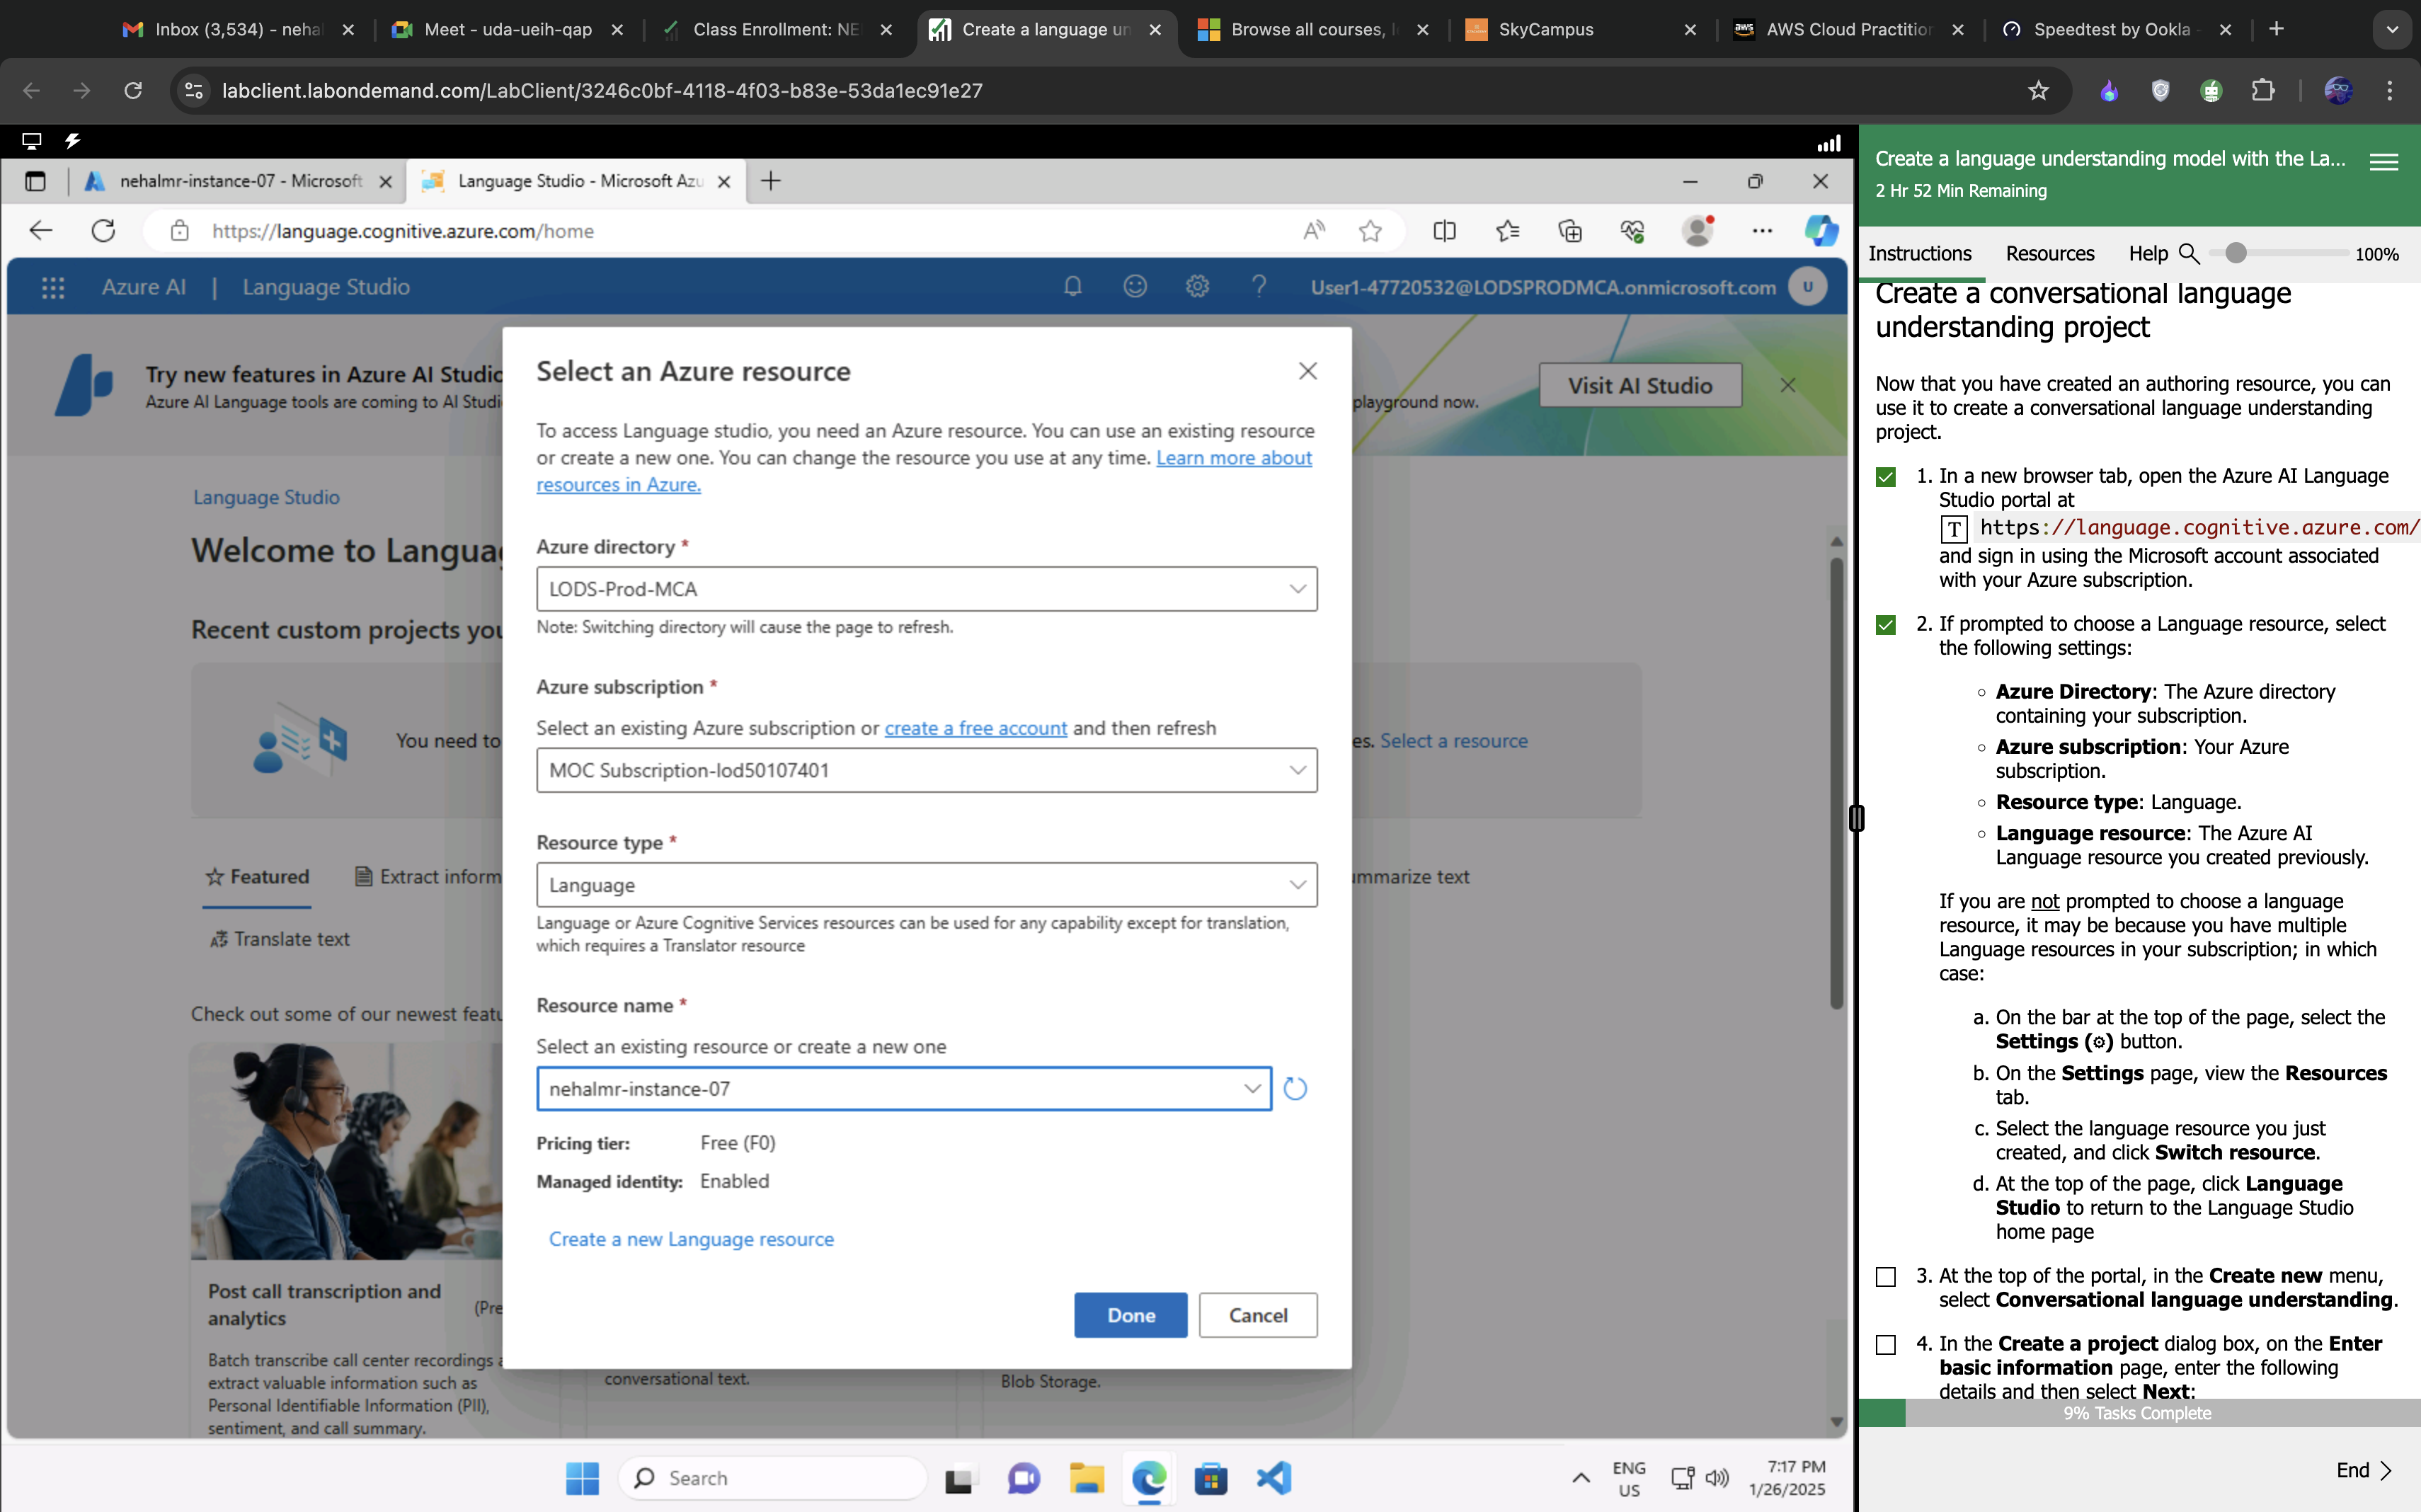 Inbox (3,534) - neha
Meet - uda-ueih-qap
Class Enrollment: NE
Create a language un
Browse all courses, l
SkyCampus
AWS Cloud Practition
Speedtest by Ookla -
labclient.labondemand.com/LabClient/3246c0bf-4118-4f03-b83e-53da1ec91e27
nehalmr-instance-07 - Microsoft
Language Studio - Microsoft Azu
https://language.cognitive.azure.com/home
Azure AI | Language Studio
User1-47720532@LODSPRODMCA.onmicrosoft.com
U
Try new features in Azure AI Studio
Azure AI Language tools are coming to AI Studi
playground now.
Visit AI Studio
Language Studio
Welcome to Langua
Recent custom projects you
You need to
es. Select a resource
Featured
Extract inform
ummarize text
Translate text
Check out some of our newest featu
Post call transcription and
analytics
(Pre
Batch transcribe call center recordings a
extract valuable information such as
Personal Identifiable Information (PII),
sentiment, and call summary.
conversational text.
Blob Storage.
Select an Azure resource
To access Language studio, you need an Azure resource. You can use an existing resource
or create a new one. You can change the resource you use at any time. Learn more about
resources in Azure.
Azure directory *
LODS-Prod-MCA
Note: Switching directory will cause the page to refresh.
Azure subscription *
Select an existing Azure subscription or create a free account and then refresh
MOC Subscription-lod50107401
Resource type *
Language
Language or Azure Cognitive Services resources can be used for any capability except for translation,
which requires a Translator resource
Resource name *
Select an existing resource or create a new one
nehalmr-instance-07
Pricing tier: Free (F0)
Managed identity: Enabled
Create a new Language resource
Done
Cancel
Search
ENG
US
7:17 PM
1/26/2025
Create a language understanding model with the La...
2 Hr 52 Min Remaining
Instructions
Resources
Help
100%
Create a conversational language
understanding project
Now that you have created an authoring resource, you can
use it to create a conversational language understanding
project.
1. In a new browser tab, open the Azure AI Language
Studio portal at
T https://language.cognitive.azure.com/
and sign in using the Microsoft account associated
with your Azure subscription.
2. If prompted to choose a Language resource, select
the following settings:
Azure Directory: The Azure directory
containing your subscription.
Azure subscription: Your Azure
subscription.
Resource type: Language.
Language resource: The Azure AI
Language resource you created previously.
If you are not prompted to choose a language
resource, it may be because you have multiple
Language resources in your subscription; in which
case:
a. On the bar at the top of the page, select the
Settings (⚙) button.
b. On the Settings page, view the Resources
tab.
c. Select the language resource you just
created, and click Switch resource.
d. At the top of the page, click Language
Studio to return to the Language Studio
home page
3. At the top of the portal, in the Create new menu,
select Conversational language understanding.
4. In the Create a project dialog box, on the Enter
basic information page, enter the following
details and then select Next:
9% Tasks Complete
End